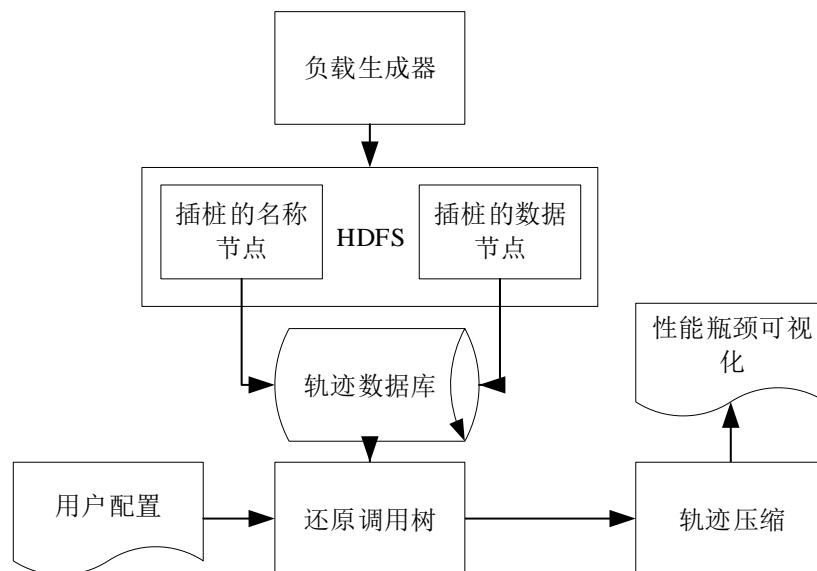 负载生成器
插桩的名称
节点
HDFS
插桩的数据
节点
性能瓶颈可视
化
轨迹数据库
用户配置
还原调用树
轨迹压缩